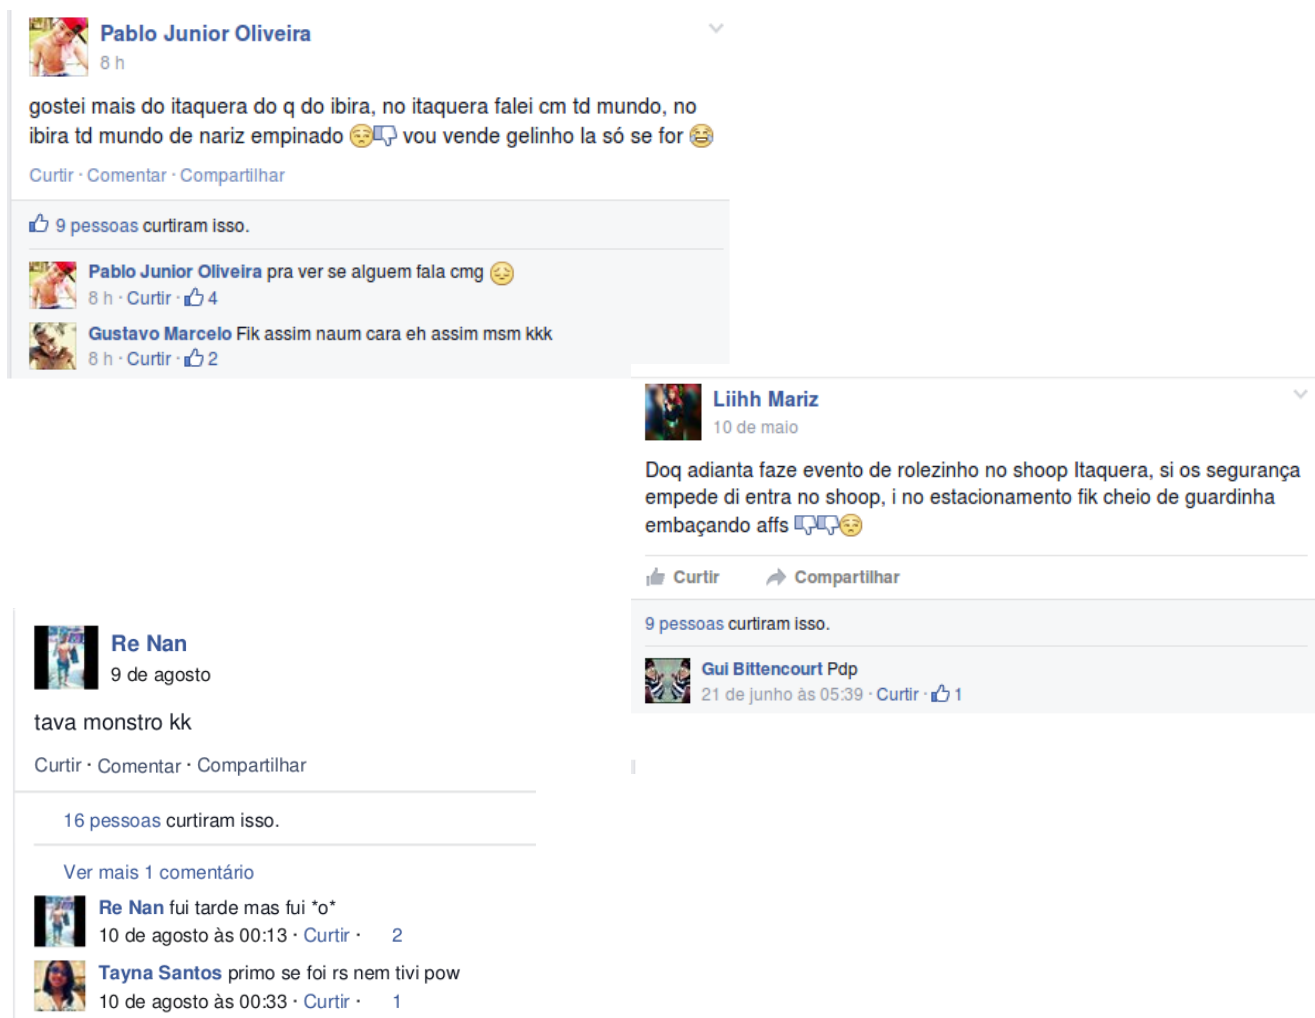 Pablo Junior Oliveira
8 h
gostei mais do itaquera do q do ibira, no itaquera falei cm td mundo, no
ibira td mundo de nariz empinado 😔👎 vou vende gelinho la só se for 😂
Curtir · Comentar · Compartilhar
9 pessoas curtiram isso.
Pablo Junior Oliveira pra ver se alguem fala cmg 😔
8 h · Curtir · 4
Gustavo Marcelo Fik assim naum cara eh assim msm kkk
8 h · Curtir · 2
Liihh Mariz
10 de maio
Doq adianta faze evento de rolezinho no shoop Itaquera, si os segurança
empede di entra no shoop, i no estacionamento fik cheio de guardinha
embaçando affs 👎👎😔
Curtir Compartilhar
9 pessoas curtiram isso.
Gui Bittencourt Pdp
21 de junho às 05:39 · Curtir · 1
Re Nan
9 de agosto
tava monstro kk
Curtir · Comentar · Compartilhar
16 pessoas curtiram isso.
Ver mais 1 comentário
Re Nan fui tarde mas fui *o*
10 de agosto às 00:13 · Curtir · 2
Tayna Santos primo se foi rs nem tivi pow
10 de agosto às 00:33 · Curtir · 1